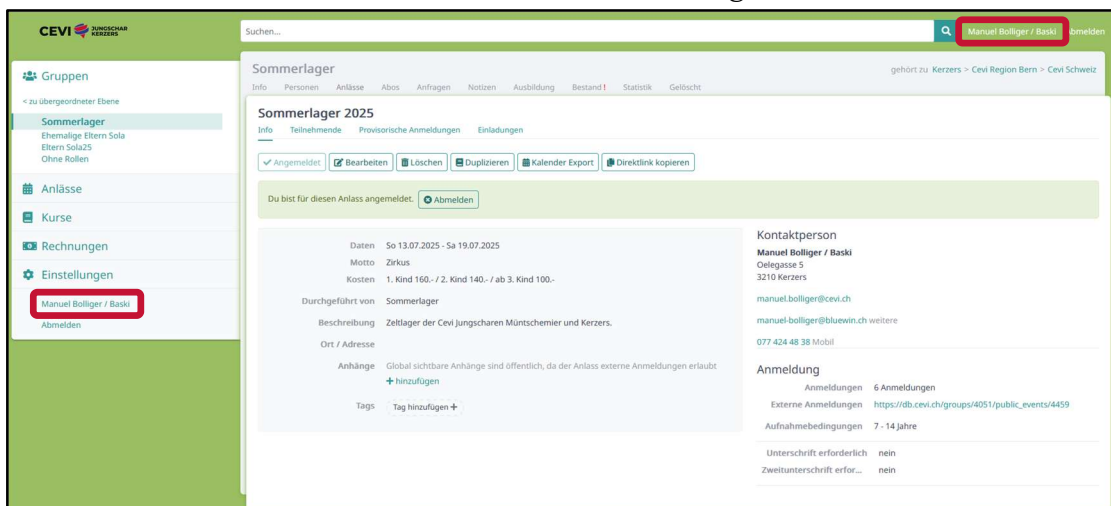 CEVI JUNGSCHAR KERZERS
Suchen...
Manuel Bolliger / Baski
Abmelden
Gruppen
< zu übergeordneter Ebene
Sommerlager
Ehemalige Eltern Sola
Eltern Sola25
Ohne Rollen
Anlässe
Kurse
Rechnungen
Einstellungen
Manuel Bolliger / Baski
Abmelden
Sommerlager
gehört zu Kerzers > Cevi Region Bern > Cevi Schweiz
Info Personen Anlässe Abos Anfragen Notizen Ausbildung Bestand ! Statistik Gelöscht
Sommerlager 2025
Info Teilnehmende Provisorische Anmeldungen Einladungen
Angemeldet Bearbeiten Löschen Duplizieren Kalender Export Direktlink kopieren
Du bist für diesen Anlass angemeldet. Abmelden
Daten So 13.07.2025 - Sa 19.07.2025
Motto Zirkus
Kosten 1. Kind 160.- / 2. Kind 140.- / ab 3. Kind 100.-
Durchgeführt von Sommerlager
Beschreibung Zeltlager der Cevi Jungscharen Müntschemier und Kerzers.
Ort / Adresse
Anhänge Global sichtbare Anhänge sind öffentlich, da der Anlass externe Anmeldungen erlaubt
+ hinzufügen
Tags Tag hinzufügen +
Kontaktperson
Manuel Bolliger / Baski
Oelegasse 5
3210 Kerzers
manuel.bolliger@cevi.ch
manuel-bolliger@bluewin.ch weitere
077 424 48 38 Mobil
Anmeldung
Anmeldungen 6 Anmeldungen
Externe Anmeldungen https://db.cevi.ch/groups/4051/public_events/4459
Aufnahmebedingungen 7 - 14 Jahre
Unterschrift erforderlich nein
Zweitunterschrift erfor... nein